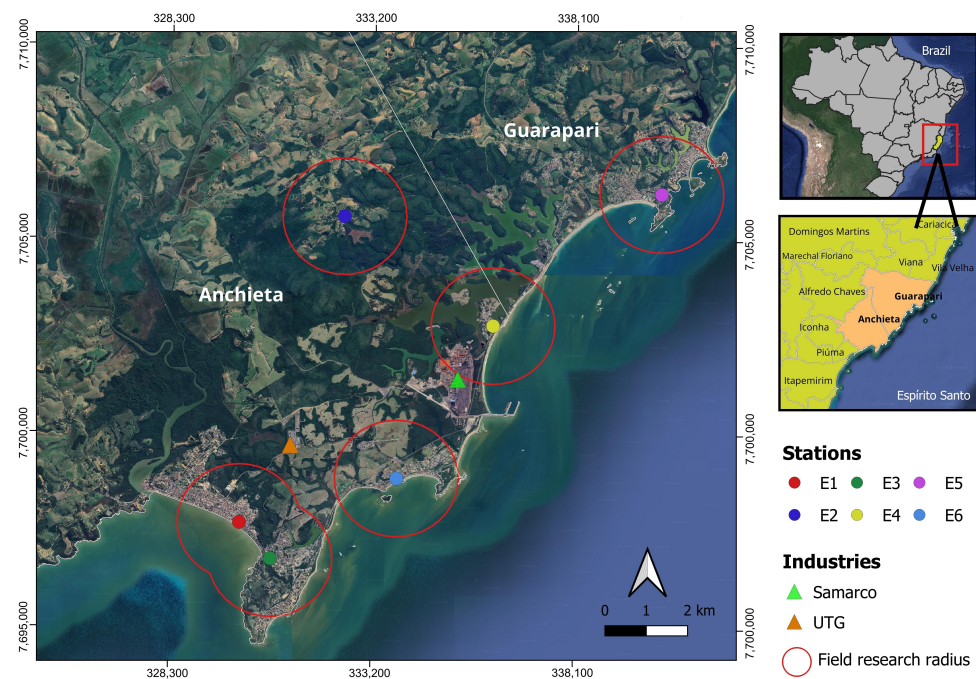 328,300
333,200
338,100
7,710,000
7,705,000
7,700,000
7,695,000
Guarapari
Anchieta
7,710,000
7,705,000
7,700,000
7,700,000
0 1 2 km
328,300
333,200
338,100
Brazil
Cariacica
Domingos Martins
Marechal Floriano
Viana
Vila Velha
Alfredo Chaves
Guarapari
Anchieta
Iconha
Piúma
Itapemirim
Espírito Santo
Stations
E1 E3 E5
E2 E4 E6
Industries
Samarco
UTG
Field research radius